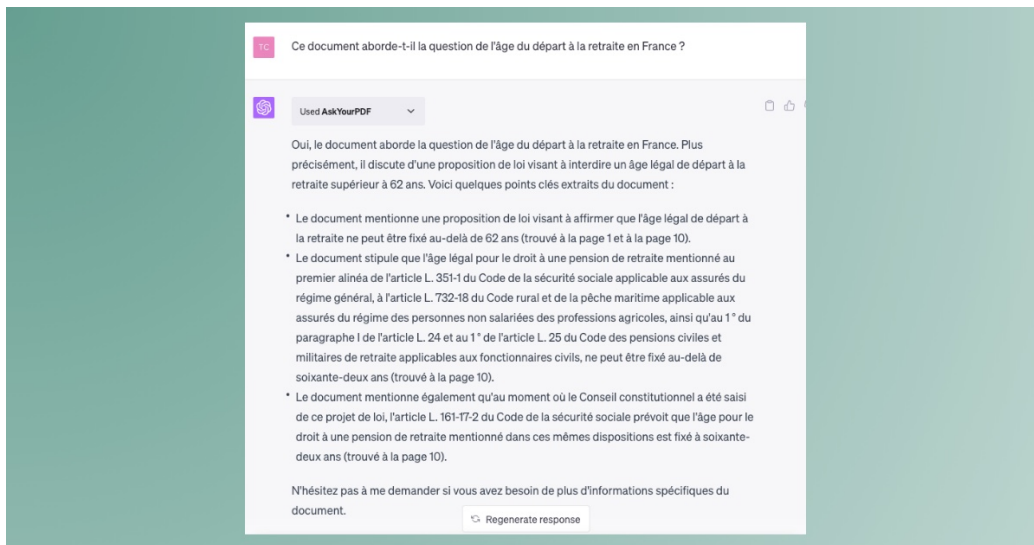 TC
Ce document aborde-t-il la question de l'âge du départ à la retraite en France ?
Used AskYourPDF
Oui, le document aborde la question de l'âge du départ à la retraite en France. Plus
précisément, il discute d'une proposition de loi visant à interdire un âge légal de départ à la
retraite supérieur à 62 ans. Voici quelques points clés extraits du document :
• Le document mentionne une proposition de loi visant à affirmer que l'âge légal de départ à
la retraite ne peut être fixé au-delà de 62 ans (trouvé à la page 1 et à la page 10).
• Le document stipule que l'âge légal pour le droit à une pension de retraite mentionné au
premier alinéa de l'article L. 351-1 du Code de la sécurité sociale applicable aux assurés du
régime général, à l'article L. 732-18 du Code rural et de la pêche maritime applicable aux
assurés du régime des personnes non salariées des professions agricoles, ainsi qu'au 1 ° du
paragraphe I de l'article L. 24 et au 1 ° de l'article L. 25 du Code des pensions civiles et
militaires de retraite applicables aux fonctionnaires civils, ne peut être fixé au-delà de
soixante-deux ans (trouvé à la page 10).
• Le document mentionne également qu'au moment où le Conseil constitutionnel a été saisi
de ce projet de loi, l'article L. 161-17-2 du Code de la sécurité sociale prévoit que l'âge pour le
droit à une pension de retraite mentionné dans ces mêmes dispositions est fixé à soixante-
deux ans (trouvé à la page 10).
N'hésitez pas à me demander si vous avez besoin de plus d'informations spécifiques du
document.
Regenerate response